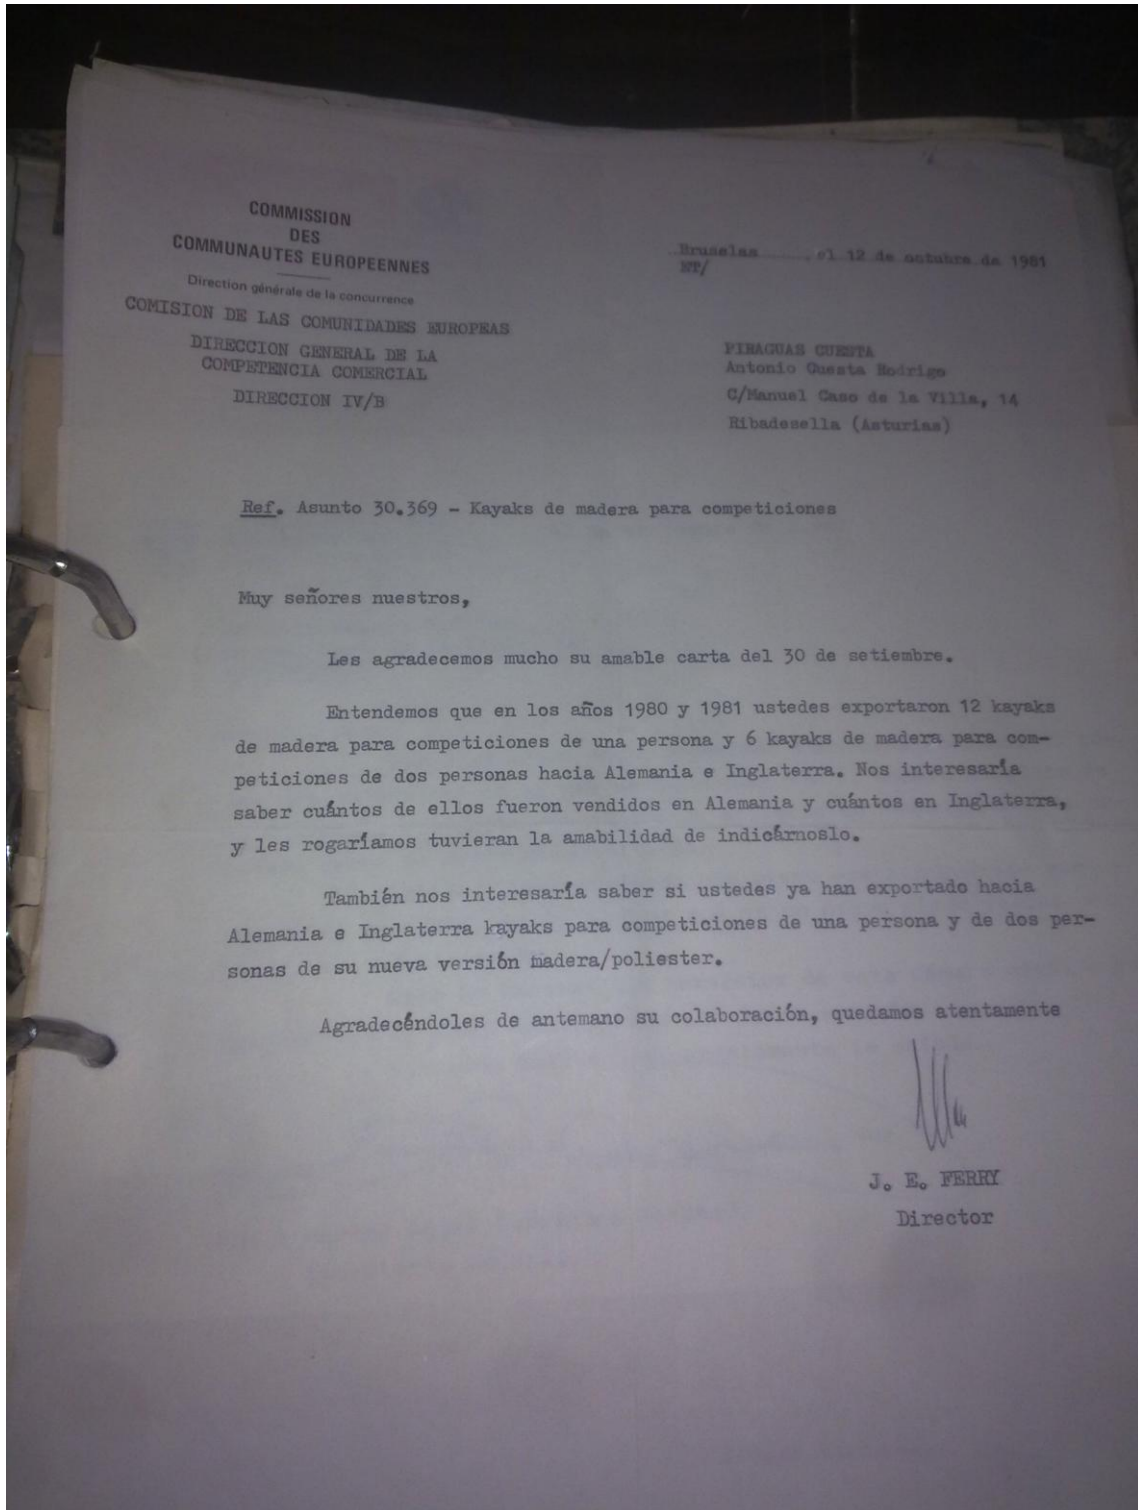 COMMISSION
DES
COMMUNAUTES EUROPEENNES
Direction générale de la concurrence
COMISION DE LAS COMUNIDADES EUROPEAS
DIRECCION GENERAL DE LA
COMPETENCIA COMERCIAL
DIRECCION IV/B
Bruselas, el 12 de octubre de 1981
ET/
PIRAGUAS CUESTA
Antonio Cuesta Rodrigo
C/Manuel Caso de la Villa, 14
Ribadesella (Asturias)
Ref. Asunto 30.369 - Kayaks de madera para competiciones
Muy señores nuestros,
Les agradecemos mucho su amable carta del 30 de setiembre.
Entendemos que en los años 1980 y 1981 ustedes exportaron 12 kayaks
de madera para competiciones de una persona y 6 kayaks de madera para com-
peticiones de dos personas hacia Alemania e Inglaterra. Nos interesaría
saber cuántos de ellos fueron vendidos en Alemania y cuántos en Inglaterra,
y les rogaríamos tuvieran la amabilidad de indicárnoslo.
También nos interesaría saber si ustedes ya han exportado hacia
Alemania e Inglaterra kayaks para competiciones de una persona y de dos per-
sonas de su nueva versión madera/poliester.
Agradecéndoles de antemano su colaboración, quedamos atentamente
J. E. FERRY
Director